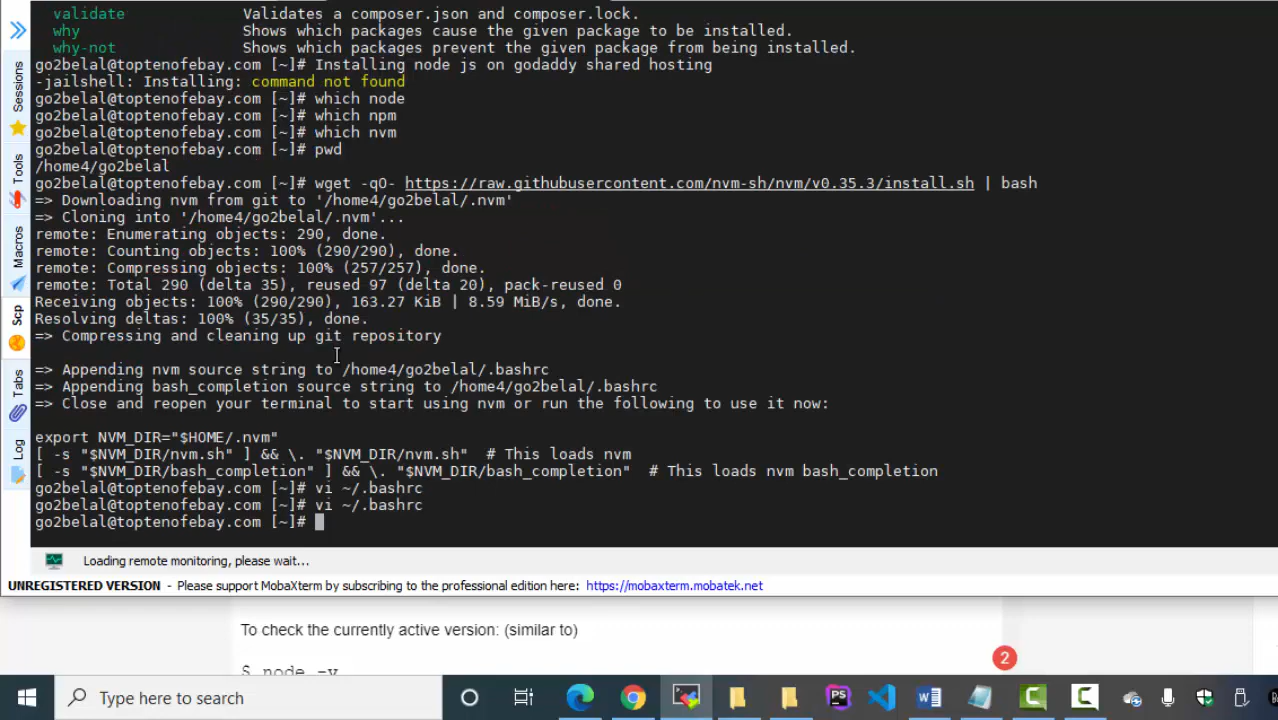 validate Validates a composer.json and composer.lock.
why Shows which packages cause the given package to be installed.
why-not Shows which packages prevent the given package from being installed.
go2belal@toptenofebay.com [~]# Installing node js on godaddy shared hosting
-jailshell: Installing: command not found
go2belal@toptenofebay.com [~]# which node
go2belal@toptenofebay.com [~]# which npm
go2belal@toptenofebay.com [~]# which nvm
go2belal@toptenofebay.com [~]# pwd
/home4/go2belal
go2belal@toptenofebay.com [~]# wget -qO- https://raw.githubusercontent.com/nvm-sh/nvm/v0.35.3/install.sh | bash
=> Downloading nvm from git to '/home4/go2belal/.nvm'
=> Cloning into '/home4/go2belal/.nvm'...
remote: Enumerating objects: 290, done.
remote: Counting objects: 100% (290/290), done.
remote: Compressing objects: 100% (257/257), done.
remote: Total 290 (delta 35), reused 97 (delta 20), pack-reused 0
Receiving objects: 100% (290/290), 163.27 KiB | 8.59 MiB/s, done.
Resolving deltas: 100% (35/35), done.
=> Compressing and cleaning up git repository
=> Appending nvm source string to /home4/go2belal/.bashrc
=> Appending bash_completion source string to /home4/go2belal/.bashrc
=> Close and reopen your terminal to start using nvm or run the following to use it now:
export NVM_DIR="$HOME/.nvm"
[ -s "$NVM_DIR/nvm.sh" ] && \. "$NVM_DIR/nvm.sh" # This loads nvm
[ -s "$NVM_DIR/bash_completion" ] && \. "$NVM_DIR/bash_completion" # This loads nvm bash_completion
go2belal@toptenofebay.com [~]# vi ~/.bashrc
go2belal@toptenofebay.com [~]# vi ~/.bashrc
go2belal@toptenofebay.com [~]#
Sessions
Tools
Macros
Scp
Tabs
Log
Loading remote monitoring, please wait...
UNREGISTERED VERSION - Please support MobaXterm by subscribing to the professional edition here: https://mobaxterm.mobatek.net
To check the currently active version: (similar to)
$ node -v
2
Type here to search
PS
W
C
C